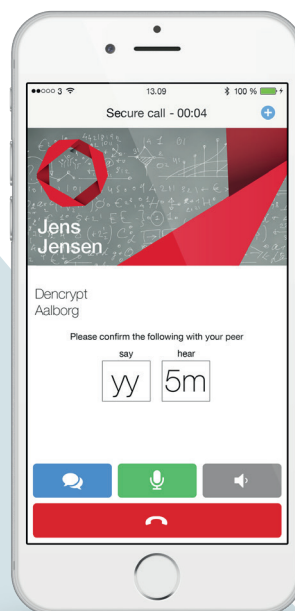 3 13.09 100 %
Secure call - 00:04
Jens
Jensen
Dencrypt
Aalborg
Please confirm the following with your peer
say hear
yy 5m